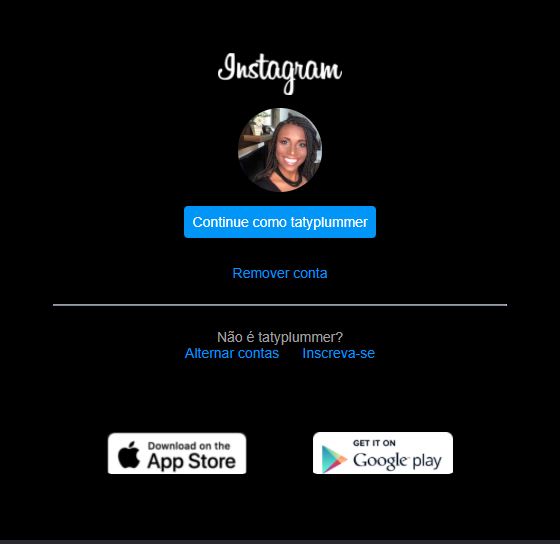 Instagram
Continue como tatyplummer
Remover conta
Não é tatyplummer?
Alternar contas Inscreva-se
Download on the
App Store
GET IT ON
Google play